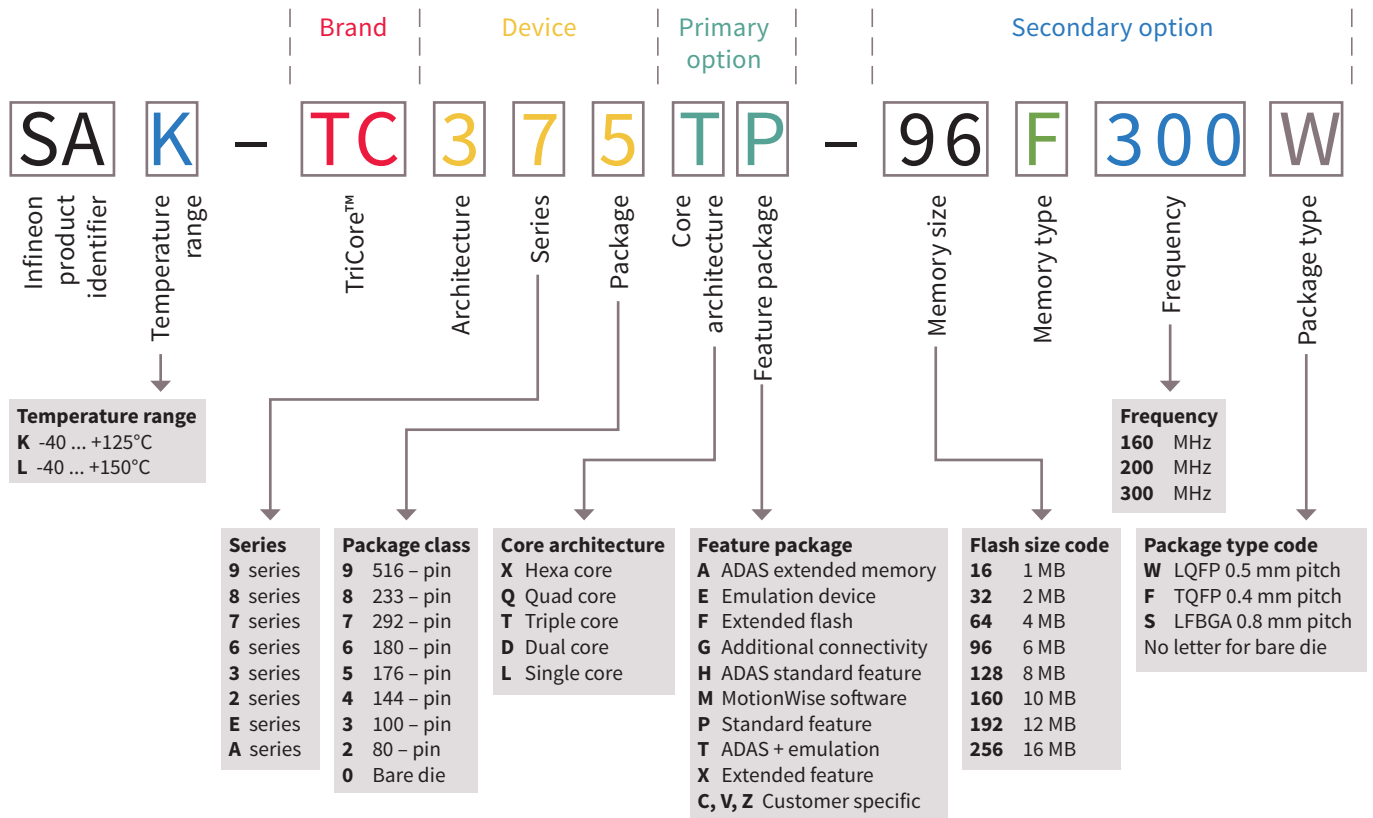 Brand
Device
Primary
option
Secondary option
SA K – TC 3 7 5 T P – 96 F 300 W
Infineon
product
identifier
Temperature
range
TriCore™
Architecture
Series
Package
Core
architecture
Feature package
Memory size
Memory type
Frequency
Package type
Temperature range
K -40 ... +125°C
L -40 ... +150°C
Frequency
160 MHz
200 MHz
300 MHz
Series
9 series
8 series
7 series
6 series
3 series
2 series
E series
A series
Package class
9 516 – pin
8 233 – pin
7 292 – pin
6 180 – pin
5 176 – pin
4 144 – pin
3 100 – pin
2 80 – pin
0 Bare die
Core architecture
X Hexa core
Q Quad core
T Triple core
D Dual core
L Single core
Feature package
A ADAS extended memory
E Emulation device
F Extended flash
G Additional connectivity
H ADAS standard feature
M MotionWise software
P Standard feature
T ADAS + emulation
X Extended feature
C, V, Z Customer specific
Flash size code
16 1 MB
32 2 MB
64 4 MB
96 6 MB
128 8 MB
160 10 MB
192 12 MB
256 16 MB
Package type code
W LQFP 0.5 mm pitch
F TQFP 0.4 mm pitch
S LFBGA 0.8 mm pitch
No letter for bare die